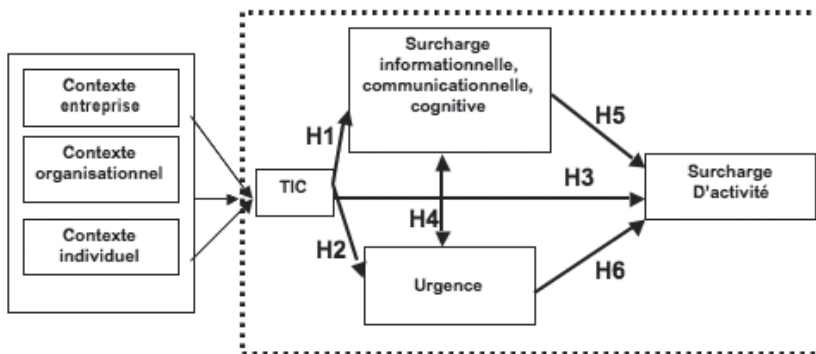 Contexte
entreprise
Contexte
organisationnel
Contexte
individuel
TIC
Surcharge
informationnelle,
communicationnelle,
cognitive
H1
H2
H3
H4
H5
H6
Urgence
Surcharge
D'activité